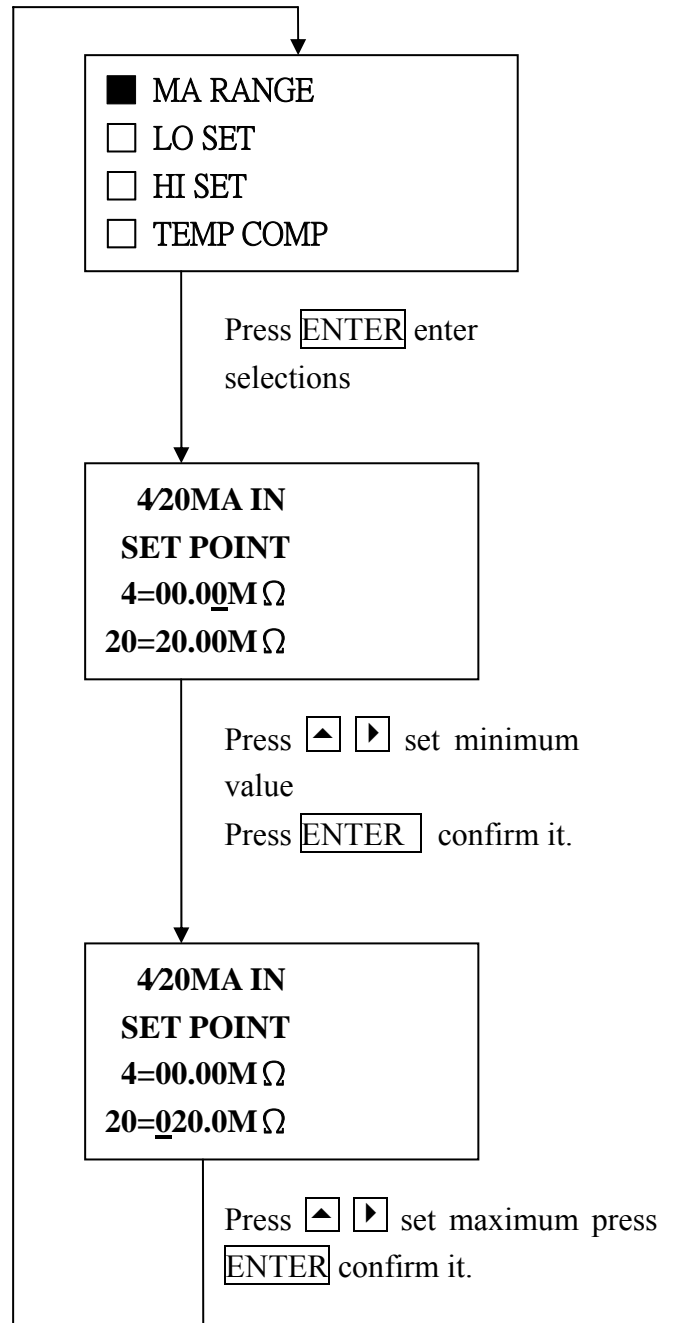 MA RANGE
LO SET
HI SET
TEMP COMP
Press ENTER enter
selections
4/20MA IN
SET POINT
4=00.00MΩ
20=20.00MΩ
Press ▲ ▶ set minimum
value
Press ENTER confirm it.
4/20MA IN
SET POINT
4=00.00MΩ
20=020.0MΩ
Press ▲ ▶ set maximum press
ENTER confirm it.